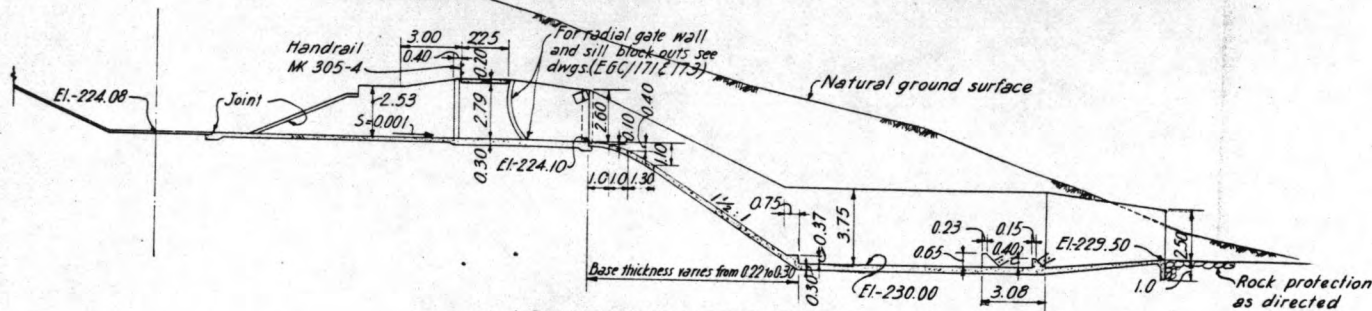 3.00
2.25
0.40
0.20
Handrail
MK 305-4
For radial gate wall
and sill block outs see
dwgs.(EGC/171 E 173)
Natural ground surface
El.-224.08
Joint
2.53
S=0.001
2.79
0.30
El-224.10
2.60
0.10
0.40
1.10
1.0
1.0
1.30
1½:1
0.75
0.37
3.75
0.23
0.15
0.65
0.40
El-229.50
2.50
Base thickness varies from 0.22 to 0.30
0.30
El.-230.00
3.08
1.0
Rock protection
as directed